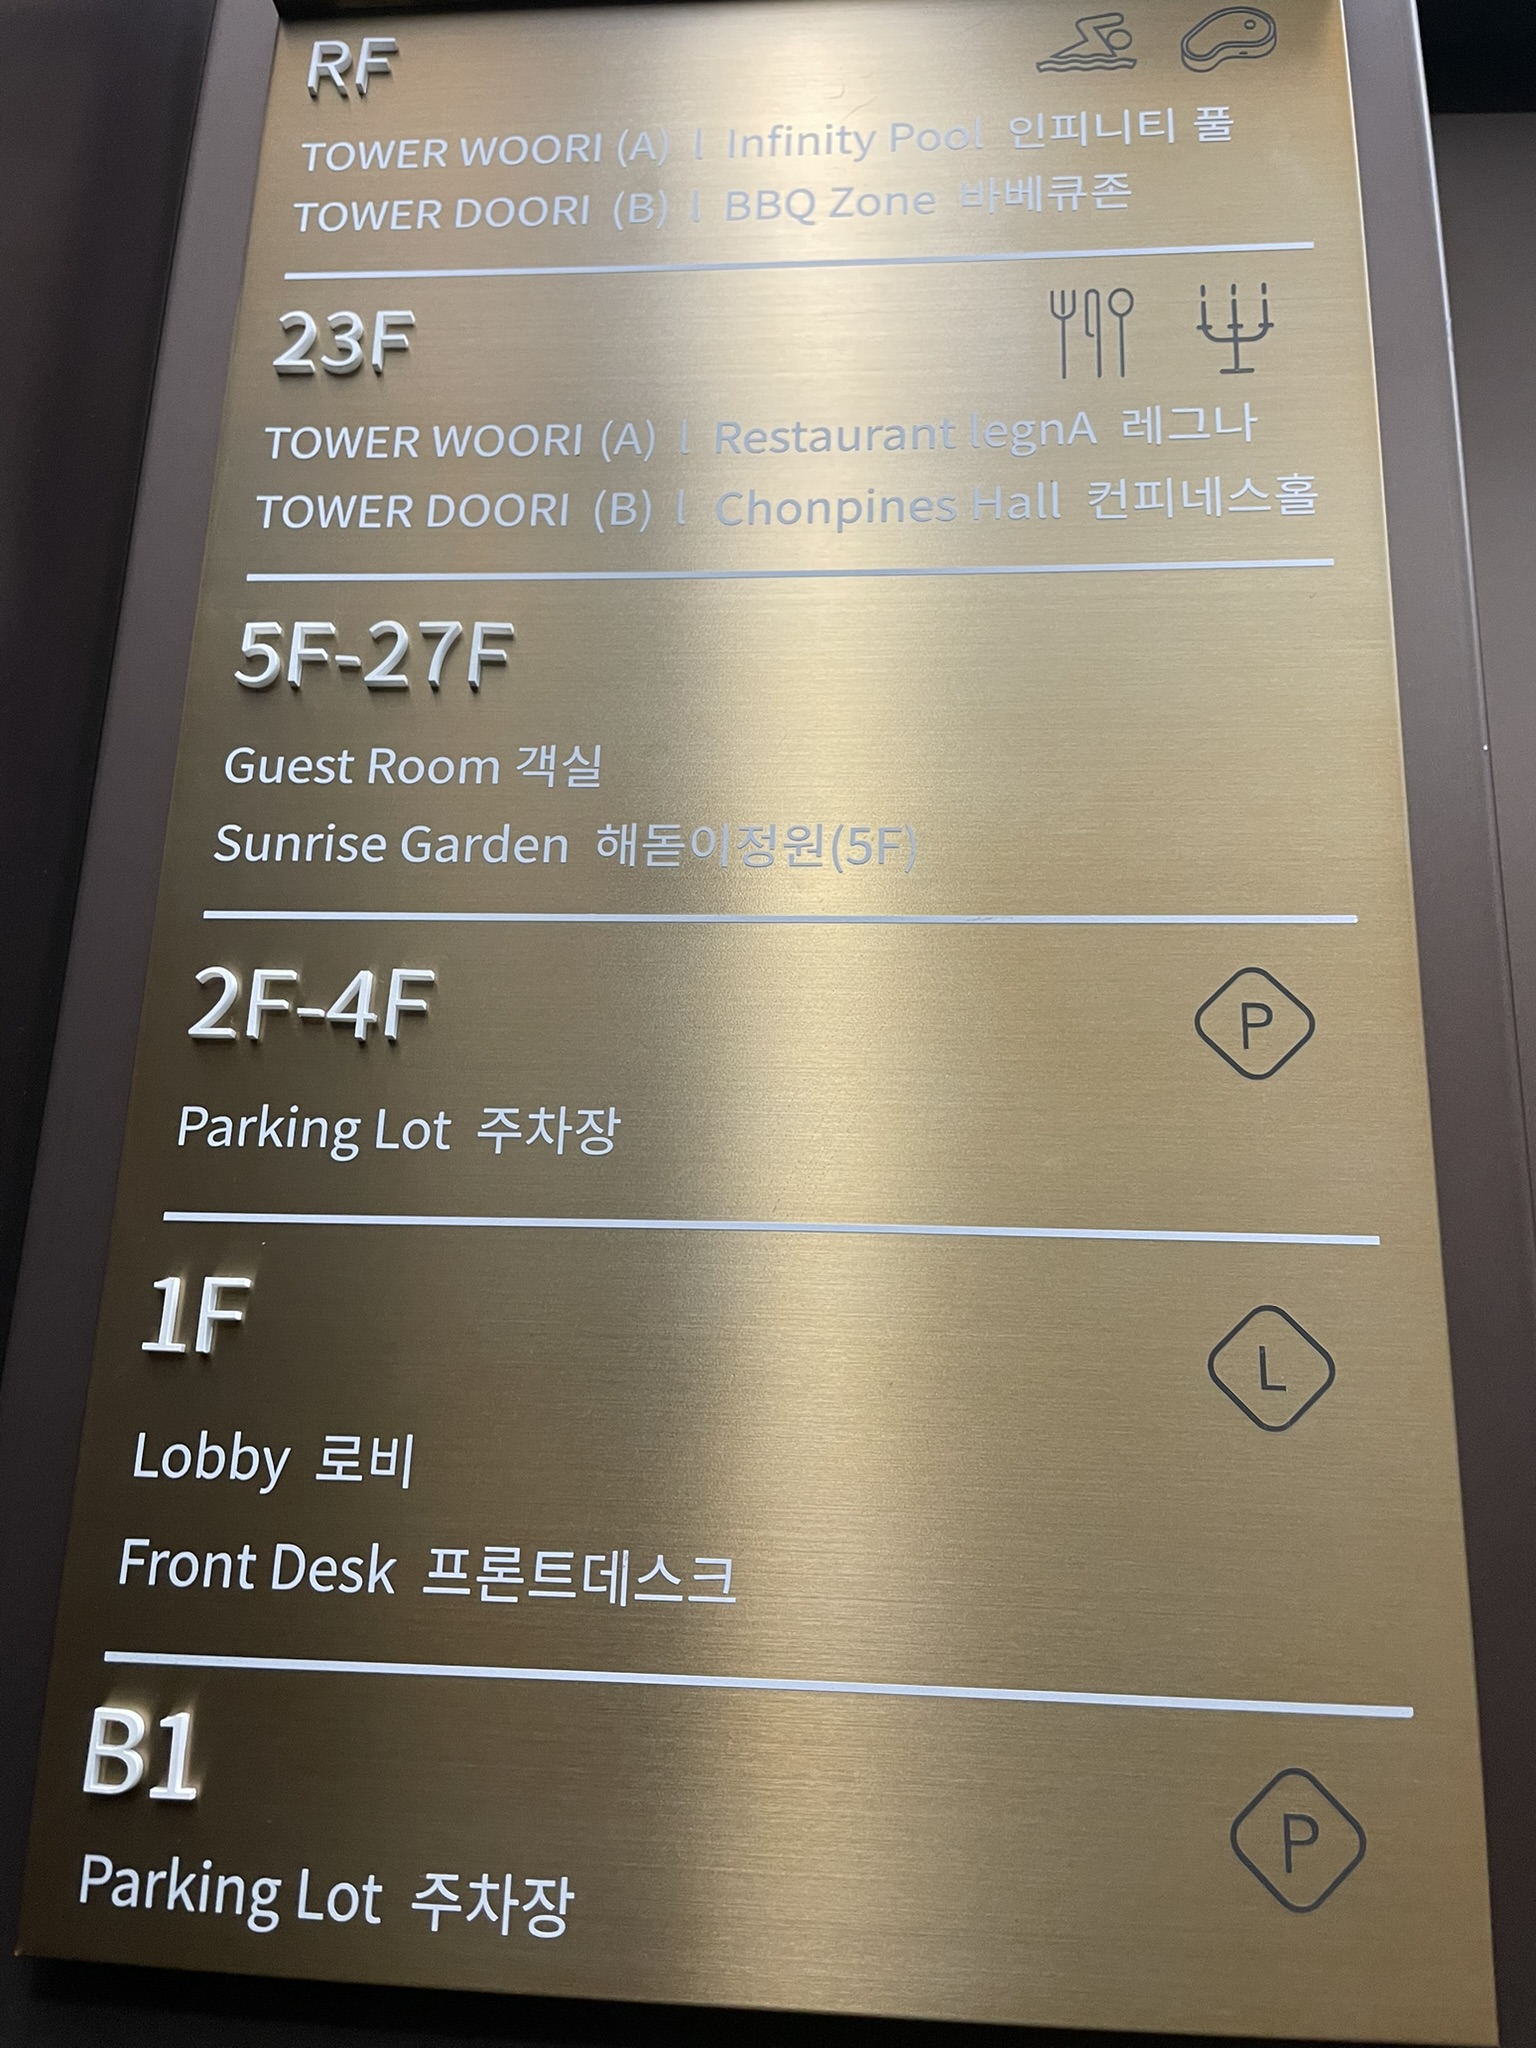 RF
TOWER WOORI (A) l Infinity Pool 인피니티 풀
TOWER DOORI (B) l BBQ Zone 바베큐존
23F
TOWER WOORI (A) l Restaurant legnA 레그나
TOWER DOORI (B) l Chonpines Hall 컨피네스홀
5F-27F
Guest Room 객실
Sunrise Garden 해돋이정원(5F)
2F-4F
P
Parking Lot 주차장
1F
L
Lobby 로비
Front Desk 프론트데스크
B1
P
Parking Lot 주차장